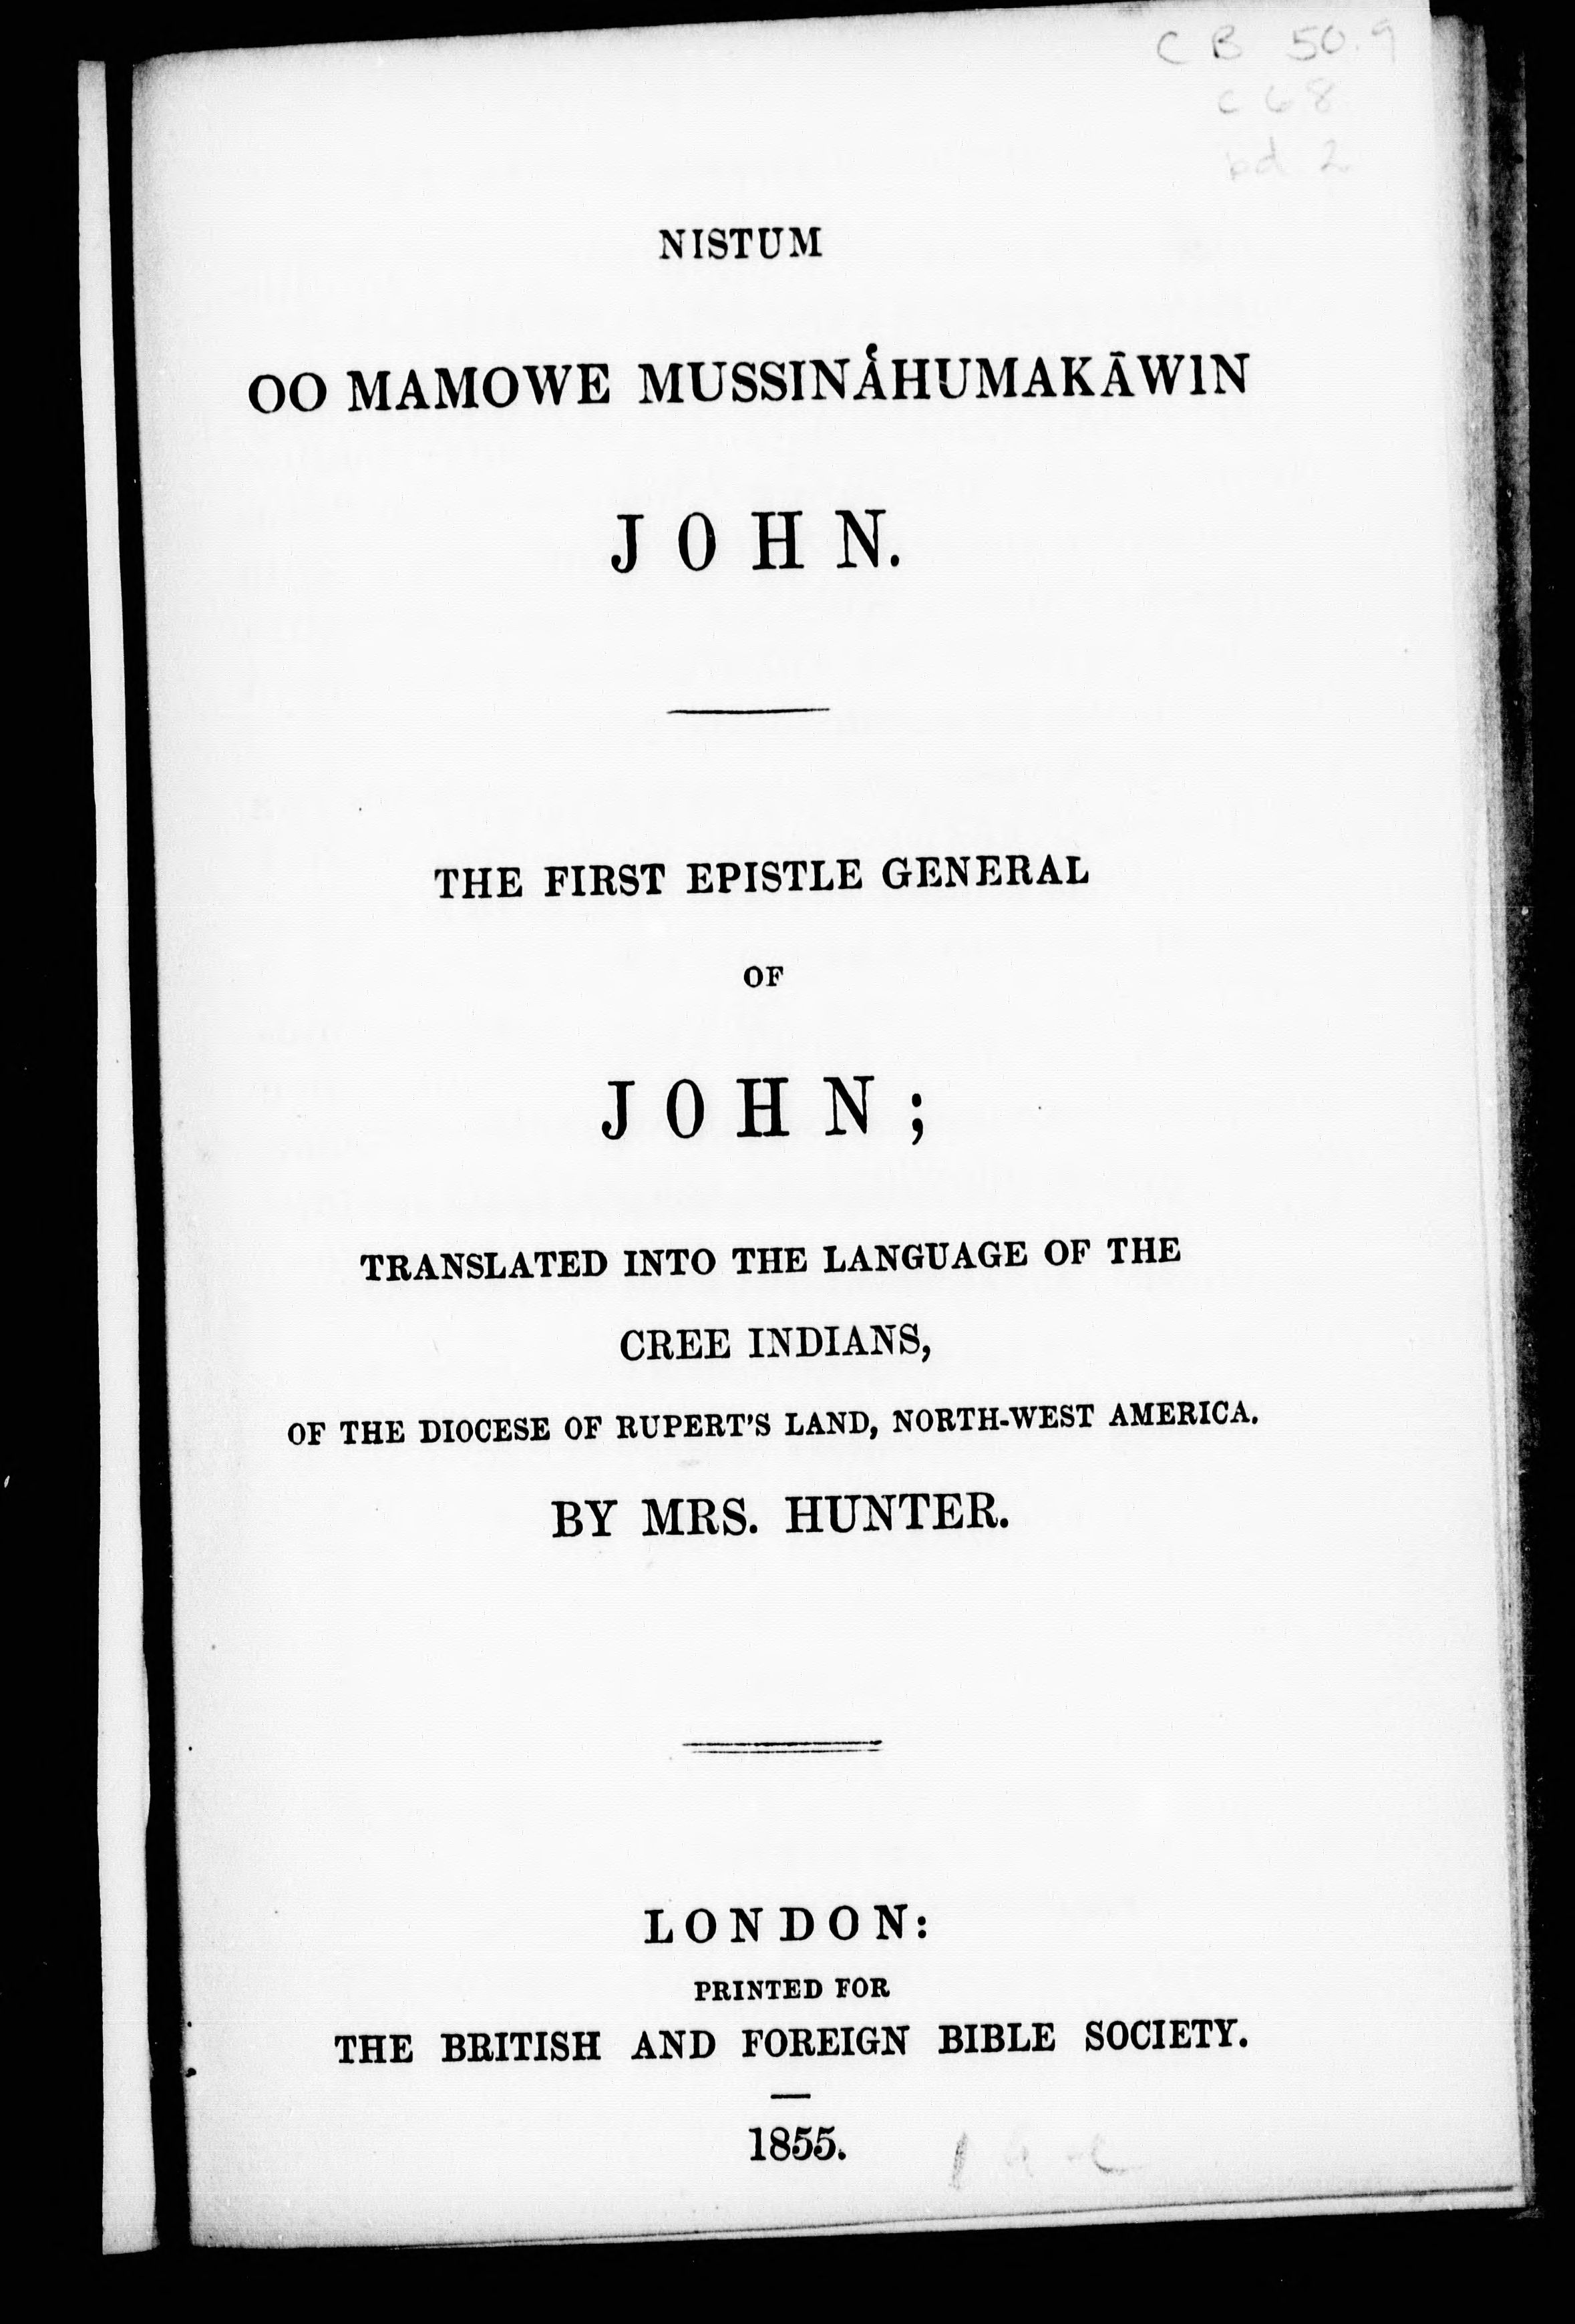 C B 50.9
C 68
bd 2
NISTUM
OO MAMOWE MUSSINÅHUMAKĀWIN
JOHN.
THE FIRST EPISTLE GENERAL
OF
JOHN;
TRANSLATED INTO THE LANGUAGE OF THE
CREE INDIANS,
OF THE DIOCESE OF RUPERT'S LAND, NORTH-WEST AMERICA.
BY MRS. HUNTER.
LONDON:
PRINTED FOR
THE BRITISH AND FOREIGN BIBLE SOCIETY.
1855.